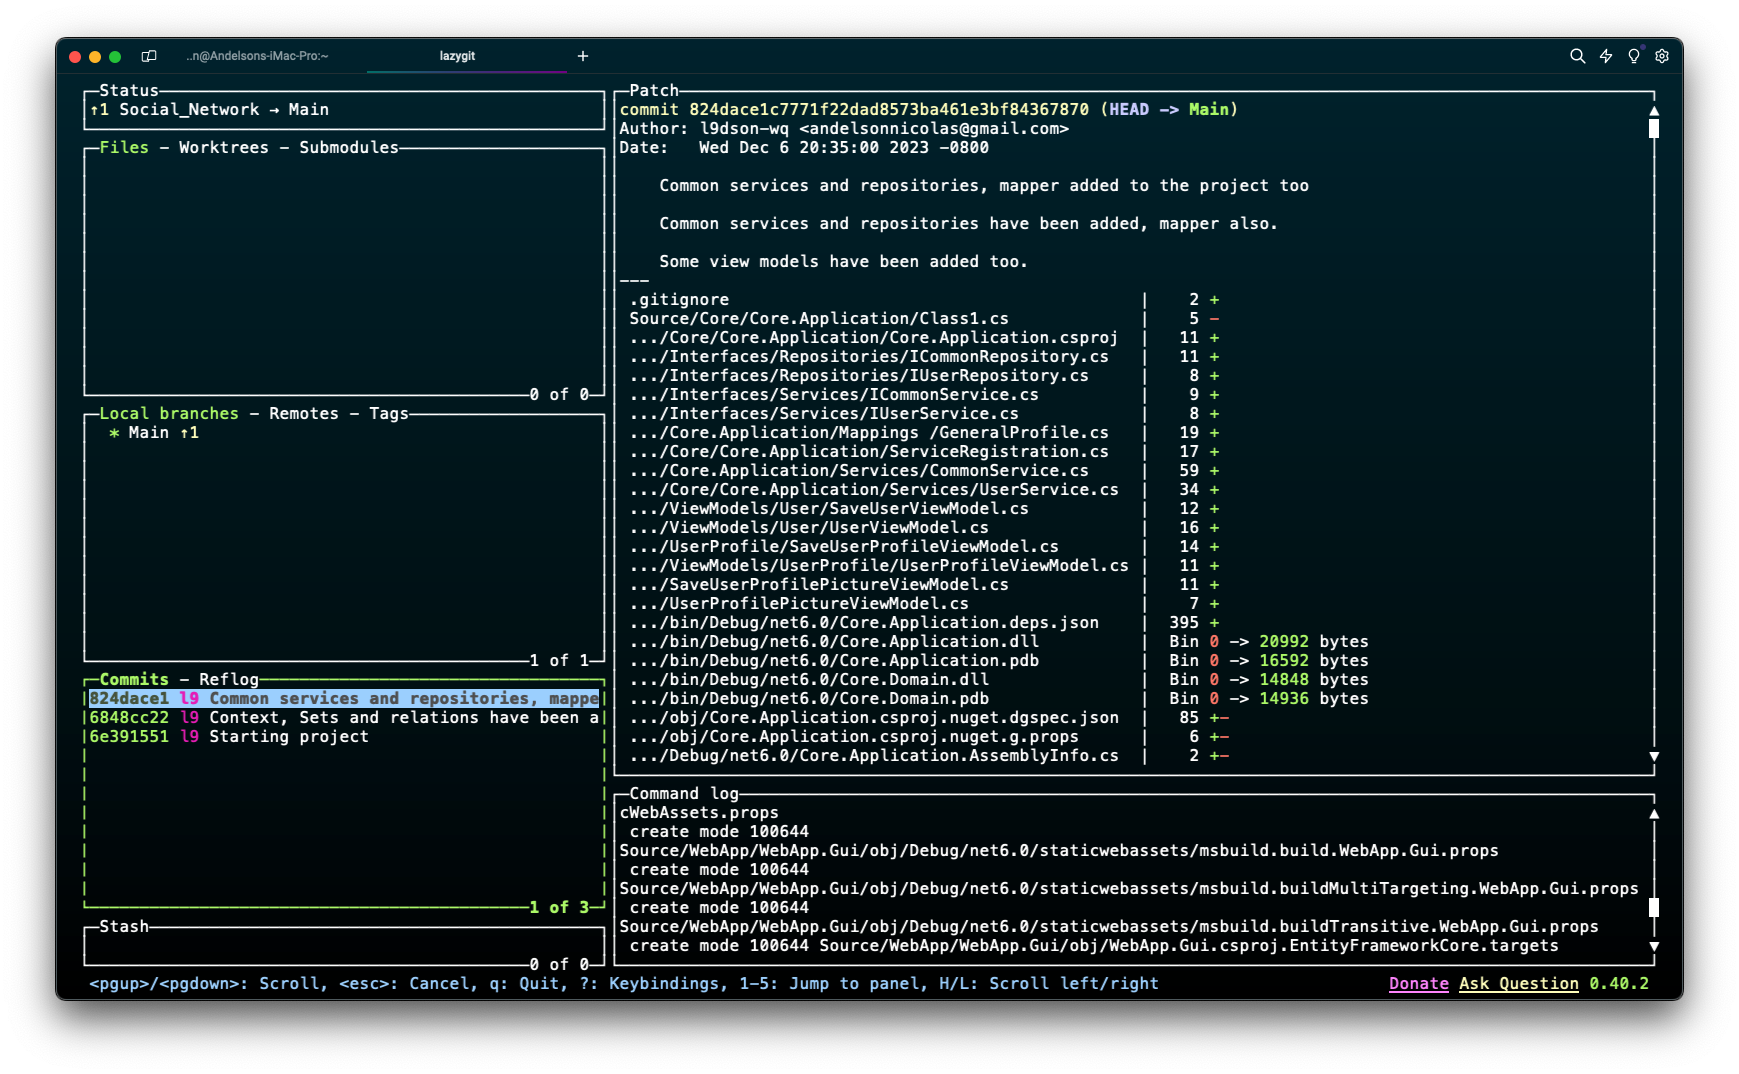 ..n@Andelsons-iMac-Pro:~
lazygit
+
Status
↑1 Social_Network → Main
Files – Worktrees – Submodules
0 of 0
Local branches – Remotes – Tags
* Main ↑1
1 of 1
Commits – Reflog
824dace1 l9 Common services and repositories, mappe
6848cc22 l9 Context, Sets and relations have been a
6e391551 l9 Starting project
1 of 3
Stash
0 of 0
Patch
commit 824dace1c7771f22dad8573ba461e3bf84367870 (HEAD -> Main)
Author: l9dson-wq <andelsonnicolas@gmail.com>
Date:   Wed Dec 6 20:35:00 2023 -0800
Common services and repositories, mapper added to the project too
Common services and repositories have been added, mapper also.
Some view models have been added too.
---
.gitignore | 2 +
Source/Core/Core.Application/Class1.cs | 5 -
.../Core/Core.Application/Core.Application.csproj | 11 +
.../Interfaces/Repositories/ICommonRepository.cs | 11 +
.../Interfaces/Repositories/IUserRepository.cs | 8 +
.../Interfaces/Services/ICommonService.cs | 9 +
.../Interfaces/Services/IUserService.cs | 8 +
.../Core.Application/Mappings /GeneralProfile.cs | 19 +
.../Core/Core.Application/ServiceRegistration.cs | 17 +
.../Core.Application/Services/CommonService.cs | 59 +
.../Core/Core.Application/Services/UserService.cs | 34 +
.../ViewModels/User/SaveUserViewModel.cs | 12 +
.../ViewModels/User/UserViewModel.cs | 16 +
.../UserProfile/SaveUserProfileViewModel.cs | 14 +
.../ViewModels/UserProfile/UserProfileViewModel.cs | 11 +
.../SaveUserProfilePictureViewModel.cs | 11 +
.../UserProfilePictureViewModel.cs | 7 +
.../bin/Debug/net6.0/Core.Application.deps.json | 395 +
.../bin/Debug/net6.0/Core.Application.dll | Bin 0 -> 20992 bytes
.../bin/Debug/net6.0/Core.Application.pdb | Bin 0 -> 16592 bytes
.../bin/Debug/net6.0/Core.Domain.dll | Bin 0 -> 14848 bytes
.../bin/Debug/net6.0/Core.Domain.pdb | Bin 0 -> 14936 bytes
.../obj/Core.Application.csproj.nuget.dgspec.json | 85 +-
.../obj/Core.Application.csproj.nuget.g.props | 6 +-
.../Debug/net6.0/Core.Application.AssemblyInfo.cs | 2 +-
Command log
cWebAssets.props
create mode 100644
Source/WebApp/WebApp.Gui/obj/Debug/net6.0/staticwebassets/msbuild.build.WebApp.Gui.props
create mode 100644
Source/WebApp/WebApp.Gui/obj/Debug/net6.0/staticwebassets/msbuild.buildMultiTargeting.WebApp.Gui.props
create mode 100644
Source/WebApp/WebApp.Gui/obj/Debug/net6.0/staticwebassets/msbuild.buildTransitive.WebApp.Gui.props
create mode 100644 Source/WebApp/WebApp.Gui/obj/WebApp.Gui.csproj.EntityFrameworkCore.targets
<pgup>/<pgdown>: Scroll, <esc>: Cancel, q: Quit, ?: Keybindings, 1-5: Jump to panel, H/L: Scroll left/right
Donate Ask Question 0.40.2